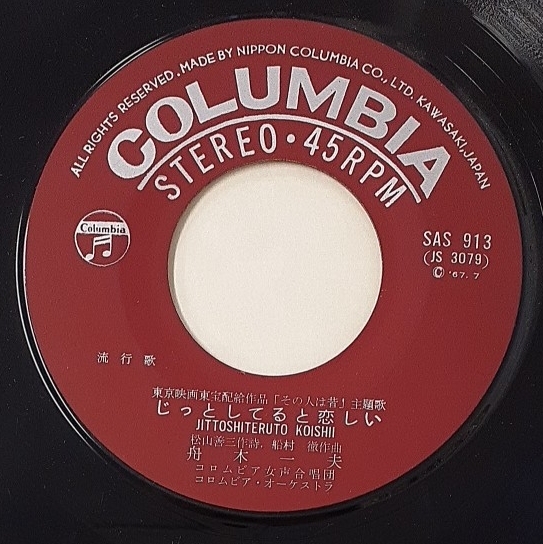 ALL RIGHTS RESERVED. MADE BY NIPPON COLUMBIA CO., LTD. KAWASAKI, JAPAN
COLUMBIA
STEREO・45RPM
Columbia
SAS 913
(JS 3079)
Ⓒ '67. 7
流行歌
東京映画東宝配給作品「その人は昔」主題歌
じっとしてると恋しい
JITTOSHITERUTO KOISHII
松山善三作詩, 船村 徹作曲
舟木一夫
コロムビア女声合唱団
コロムビア・オーケストラ